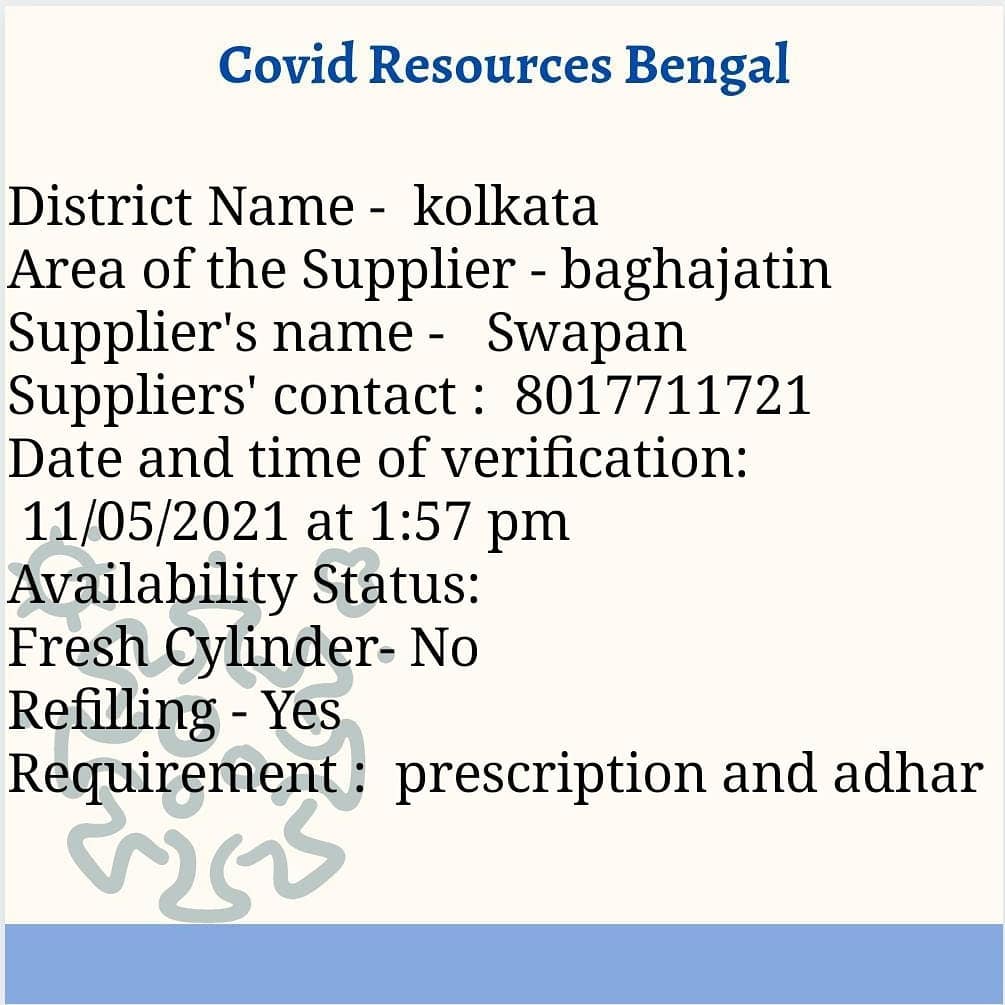 Covid Resources Bengal
District Name - kolkata
Area of the Supplier - baghajatin
Supplier's name - Swapan
Suppliers' contact : 8017711721
Date and time of verification:
11/05/2021 at 1:57 pm
Availability Status:
Fresh Cylinder- No
Refilling - Yes
Requirement : prescription and adhar